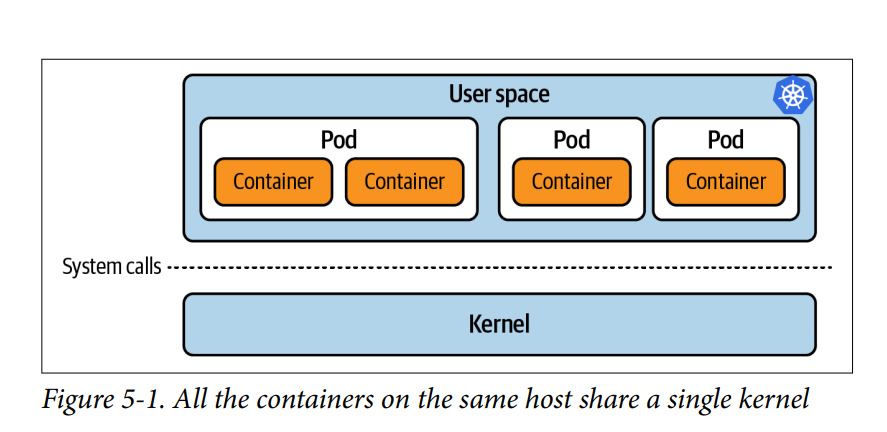 User space
Pod Pod Pod
Container Container Container Container
System calls
Kernel
Figure 5-1. All the containers on the same host share a single kernel